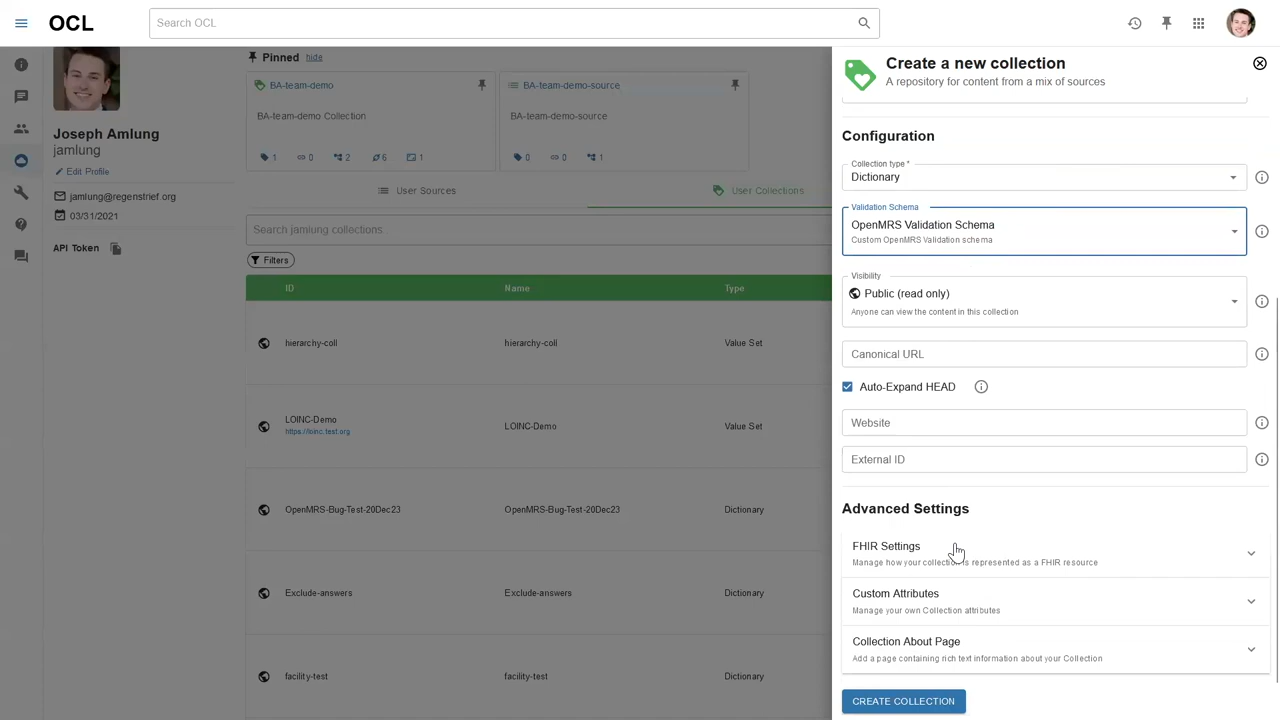 OCL
Search OCL
Joseph Amlung
jamlung
Edit Profile
jamlung@regenstrief.org
03/31/2021
API Token
Pinned hide
BA-team-demo
BA-team-demo Collection
1 0 2 6 1
BA-team-demo-source
BA-team-demo-source
0 0 1
User Sources
User Collections
Search jamlung collections
Filters
ID Name Type
hierarchy-coll hierarchy-coll Value Set
LOINC-Demo
https://loinc.test.org
LOINC-Demo Value Set
OpenMRS-Bug-Test-20Dec23 OpenMRS-Bug-Test-20Dec23 Dictionary
Exclude-answers Exclude-answers Dictionary
facility-test facility-test Dictionary
Create a new collection
A repository for content from a mix of sources
Configuration
Collection type *
Dictionary
Validation Schema
OpenMRS Validation Schema
Custom OpenMRS Validation schema
Visibility
Public (read only)
Anyone can view the content in this collection
Canonical URL
Auto-Expand HEAD
Website
External ID
Advanced Settings
FHIR Settings
Manage how your collection is represented as a FHIR resource
Custom Attributes
Manage your own Collection attributes
Collection About Page
Add a page containing rich text information about your Collection
CREATE COLLECTION